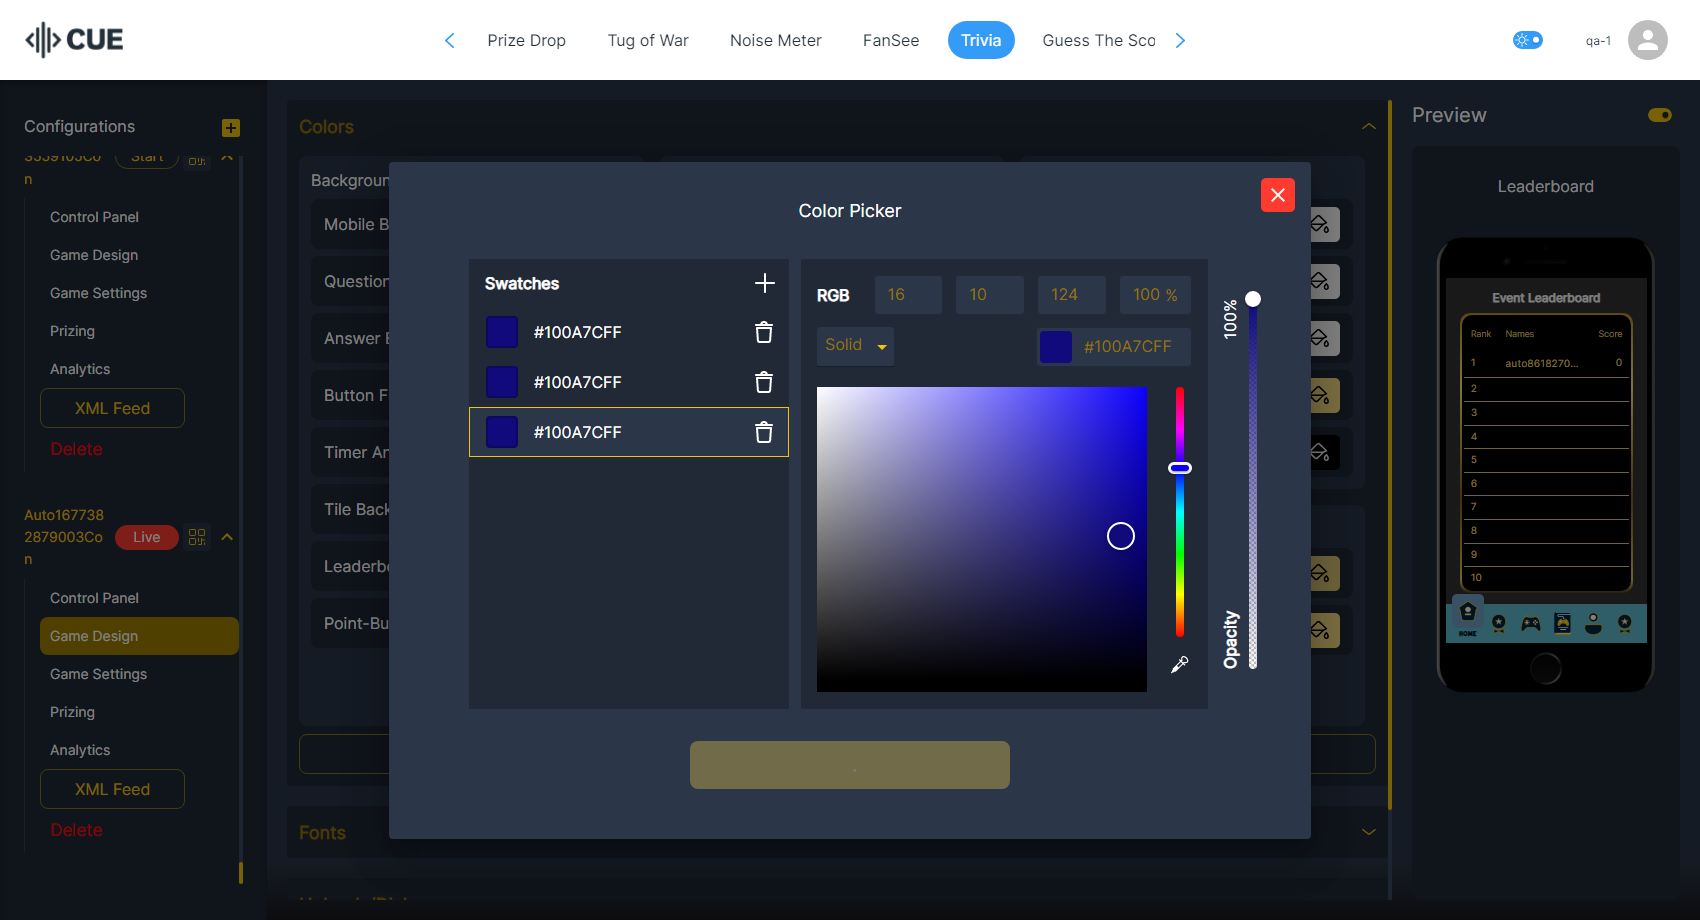 CUE
Prize Drop
Tug of War
Noise Meter
FanSee
Trivia
Guess The Sco
qa-1
Configurations
3559105Co
n
Start
Control Panel
Game Design
Game Settings
Prizing
Analytics
XML Feed
Delete
Auto167738
2879003Co
n
Live
Control Panel
Game Design
Game Settings
Prizing
Analytics
XML Feed
Delete
Colors
Backgroun
Mobile B
Question
Answer
Button F
Timer An
Tile Back
Leaderbo
Point-Bu
Fonts
Color Picker
Swatches
#100A7CFF
#100A7CFF
#100A7CFF
RGB
16
10
124
100 %
Solid
#100A7CFF
100%
Opacity
Preview
Leaderboard
Event Leaderboard
Rank Names Score
1 auto8618270... 0
2
3
4
5
6
7
8
9
10
HOME